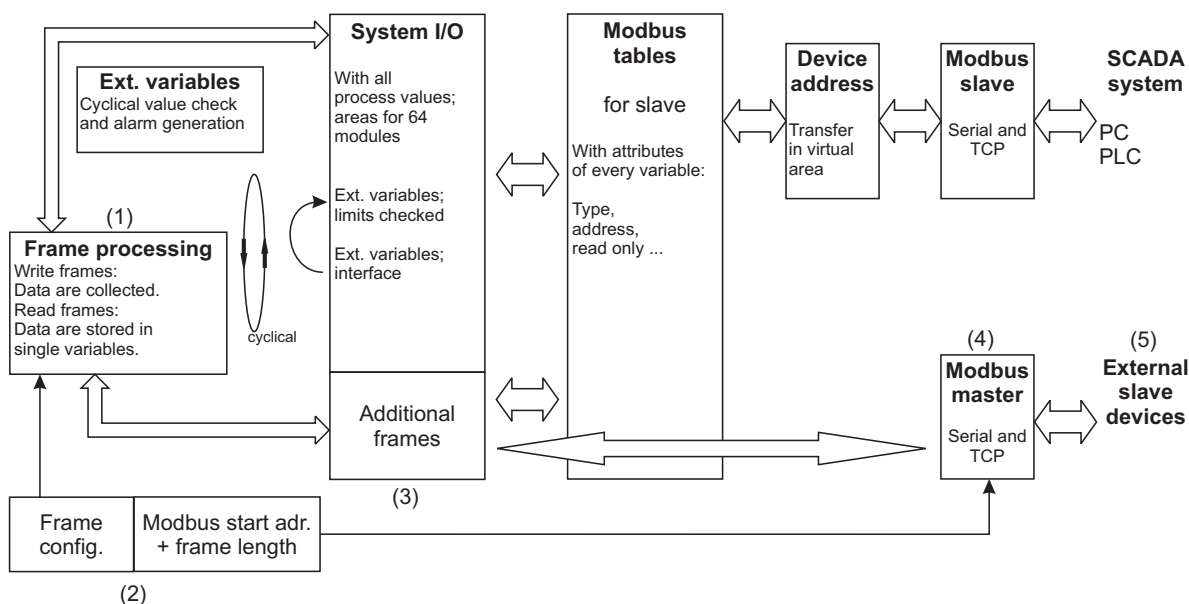 System I/O
With all
process values;
areas for 64
modules
Ext. variables;
limits checked
Ext. variables;
interface
Ext. variables
Cyclical value check
and alarm generation
(1)
Frame processing
Write frames:
Data are collected.
Read frames:
Data are stored in
single variables.
cyclical
Additional
frames
(3)
Frame
config.
Modbus start adr.
+ frame length
(2)
Modbus
tables
for slave
With attributes
of every variable:
Type,
address,
read only ...
Device
address
Transfer
in virtual
area
Modbus
slave
Serial and
TCP
SCADA
system
PC
PLC
(4)
Modbus
master
Serial and
TCP
(5)
External
slave
devices